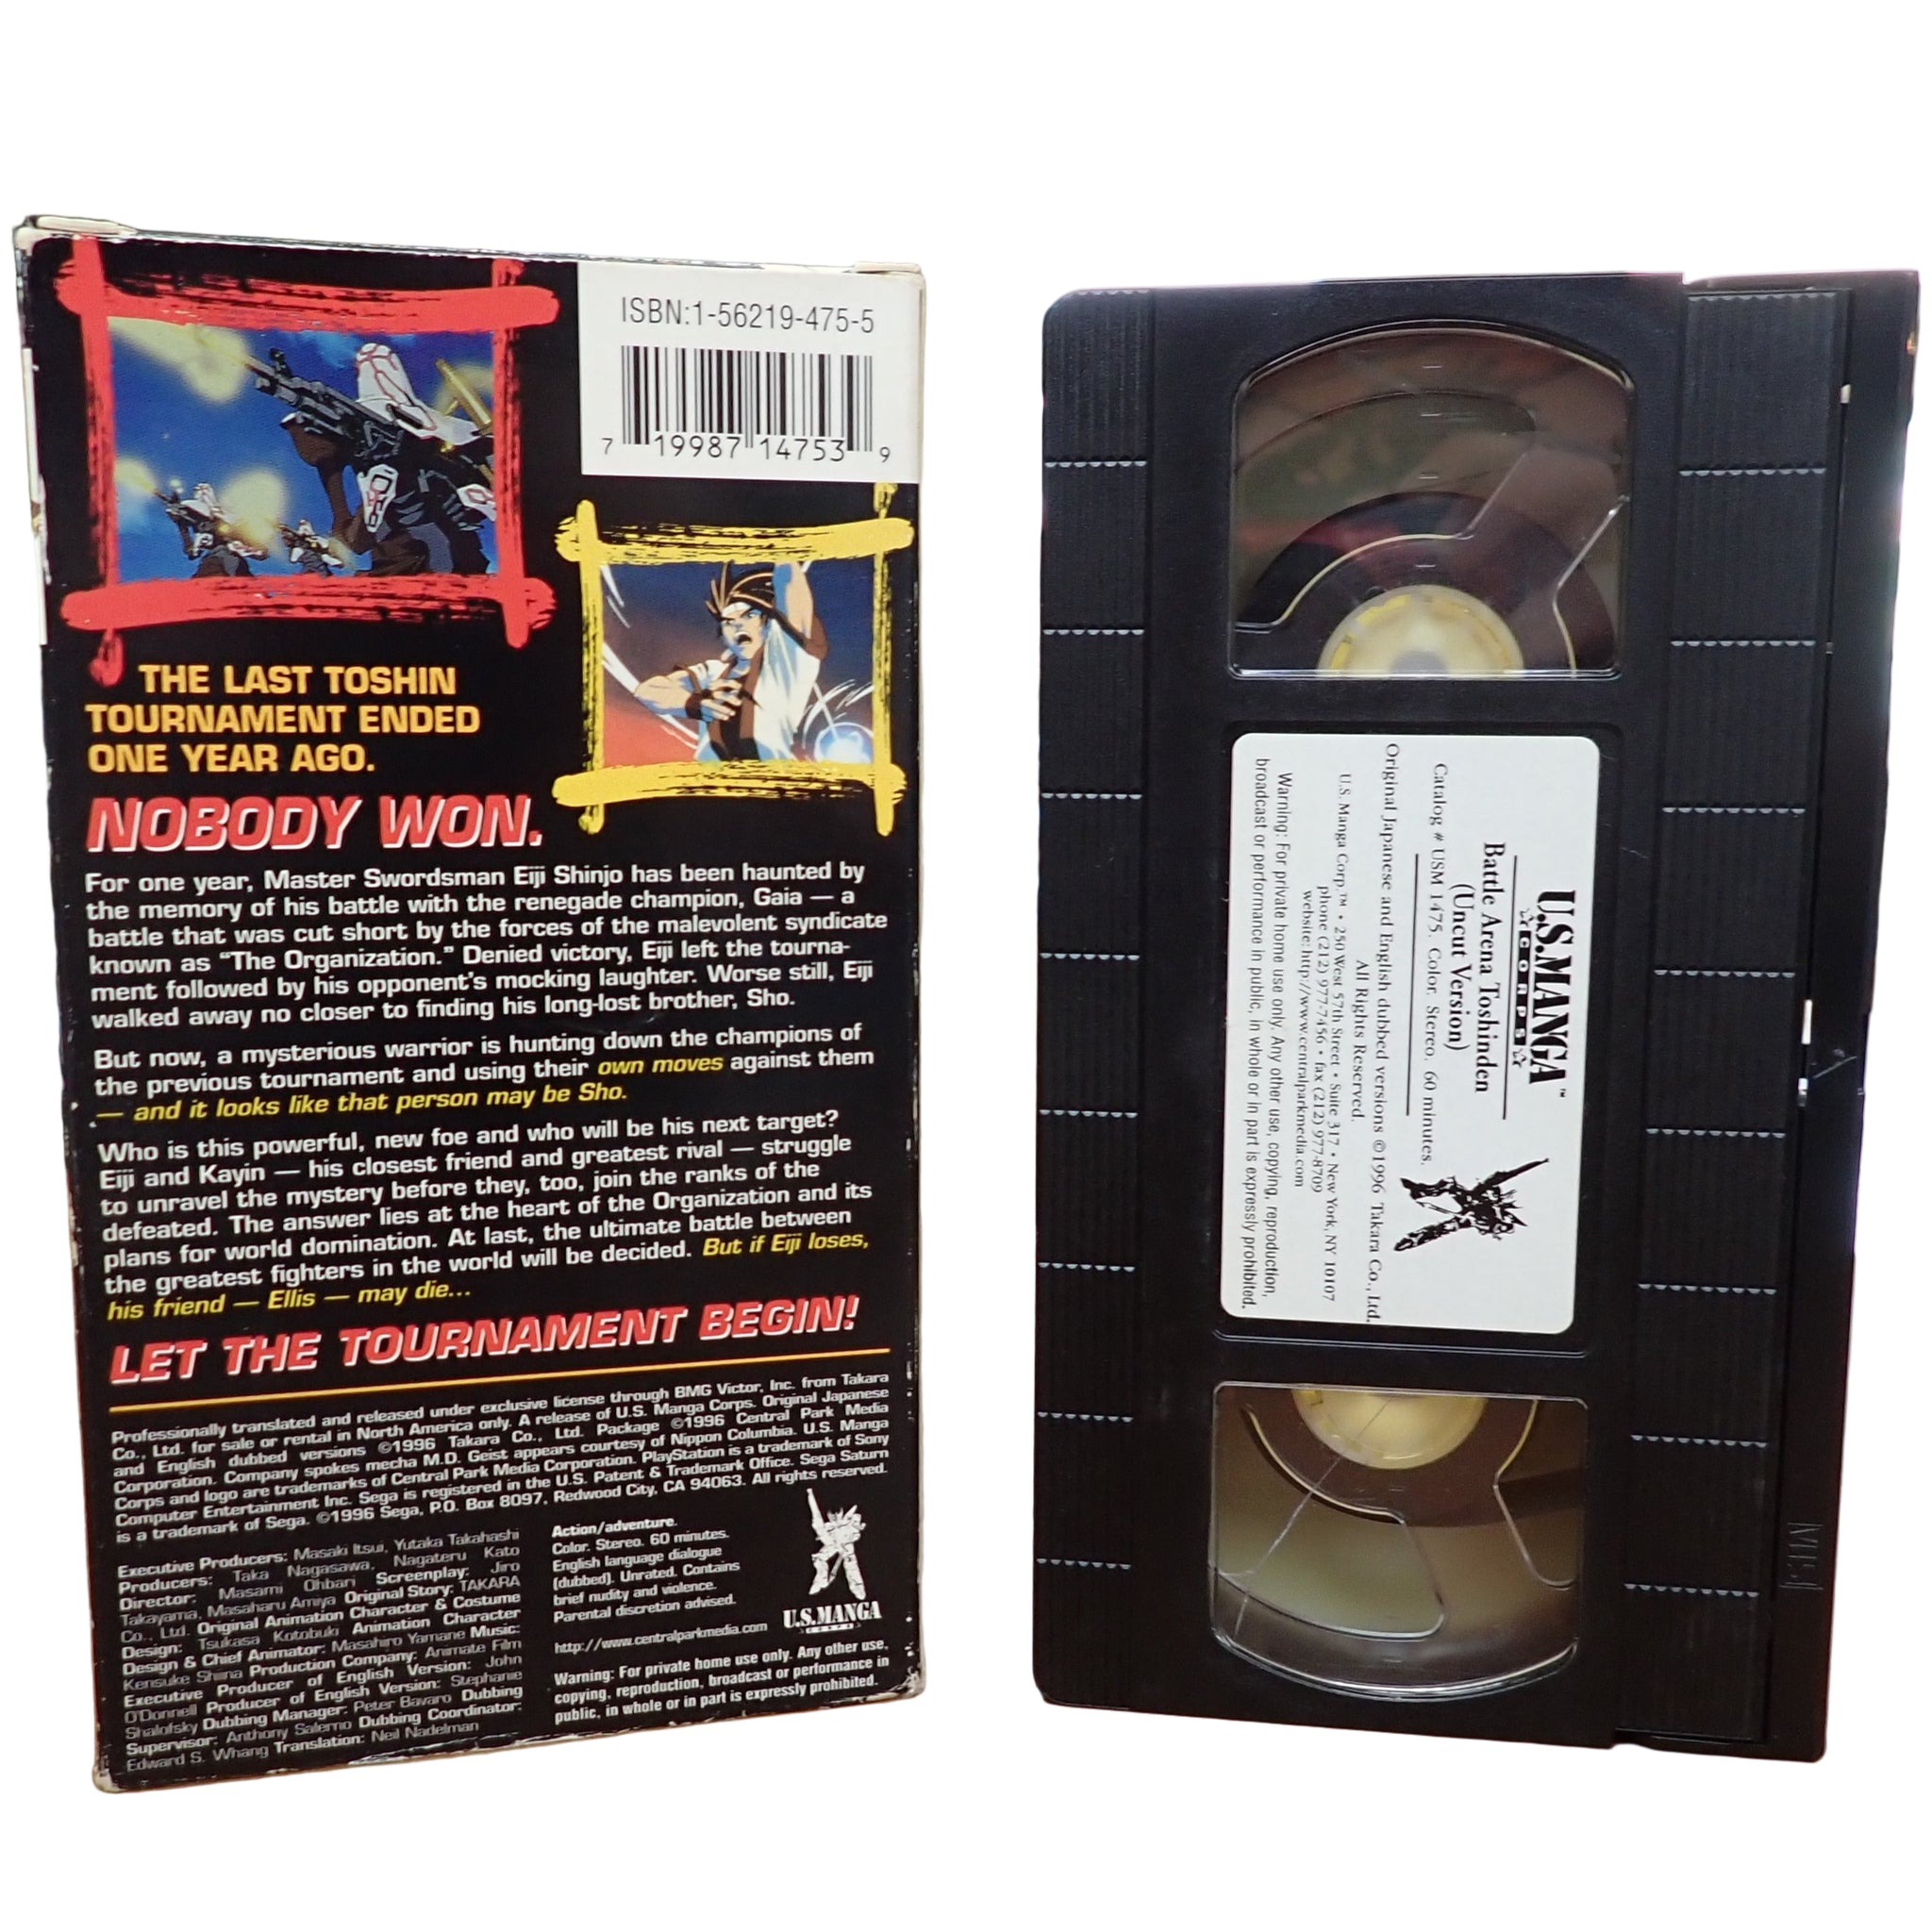 ISBN:1-56219-475-5
7 19987 14753 9
THE LAST TOSHIN
TOURNAMENT ENDED
ONE YEAR AGO.
NOBODY WON.
For one year, Master Swordsman Eiji Shinjo has been haunted by
the memory of his battle with the renegade champion, Gaia — a
battle that was cut short by the forces of the malevolent syndicate
known as "The Organization." Denied victory, Eiji left the tourna-
ment followed by his opponent's mocking laughter. Worse still, Eiji
walked away no closer to finding his long-lost brother, Sho.
But now, a mysterious warrior is hunting down the champions of
the previous tournament and using their own moves against them
— and it looks like that person may be Sho.
Who is this powerful, new foe and who will be his next target?
Eiji and Kayin — his closest friend and greatest rival — struggle
to unravel the mystery before they, too, join the ranks of the
defeated. The answer lies at the heart of the Organization and its
plans for world domination. At last, the ultimate battle between
the greatest fighters in the world will be decided. But if Eiji loses,
his friend — Ellis — may die...
LET THE TOURNAMENT BEGIN!
Professionally translated and released under exclusive license through BMG Victor, Inc. from Takara
Co., Ltd. for sale or rental in North America only. A release of U.S. Manga Corps. Original Japanese
and English dubbed versions ©1996 Takara Co., Ltd. Package ©1996 Central Park Media
Corporation. Company spokes mecha M.D. Geist appears courtesy of Nippon Columbia. U.S. Manga
Corps and logo are trademarks of Central Park Media Corporation. PlayStation is a trademark of Sony
Computer Entertainment Inc. Sega is registered in the U.S. Patent & Trademark Office. Sega Saturn
is a trademark of Sega. ©1996 Sega, P.O. Box 8097, Redwood City, CA 94063. All rights reserved.
Executive Producers: Masaki Itsui, Yutaka Takahashi
Producers: Taka Nagasawa, Nagateru Kato
Director: Masami Ohbari Screenplay: Jiro
Takayama, Masaharu Amiya Original Story: TAKARA
Co., Ltd. Original Animation Character & Costume
Design: Tsukasa Kotobuki Animation Character
Design & Chief Animator: Masahiro Yamane Music:
Kensuke Shiina Production Company: Animate Film
Executive Producer of English Version: John
O'Donnell Producer of English Version: Stephanie
Shalofsky Dubbing Manager: Peter Bavaro Dubbing
Supervisor: Anthony Salerno Dubbing Coordinator:
Edward S. Whang Translation: Neil Nadelman
Action/adventure.
Color. Stereo. 60 minutes.
English language dialogue
(dubbed). Unrated. Contains
brief nudity and violence.
Parental discretion advised.
http://www.centralparkmedia.com
U.S.MANGA
CORPS
Warning: For private home use only. Any other use,
copying, reproduction, broadcast or performance in
public, in whole or in part is expressly prohibited.
U.S.MANGA™
CORPS
Battle Arena Toshinden
(Uncut Version)
Catalog # USM 1475. Color. Stereo. 60 minutes.
Original Japanese and English dubbed versions ©1996 Takara Co., Ltd.
All Rights Reserved.
U.S. Manga Corp.™ • 250 West 57th Street • Suite 317 • New York, NY 10107
phone (212) 977-7456 • fax (212) 977-8709
website: http://www.centralparkmedia.com
Warning: For private home use only. Any other use, copying, reproduction,
broadcast or performance in public, in whole or in part is expressly prohibited.
VHS